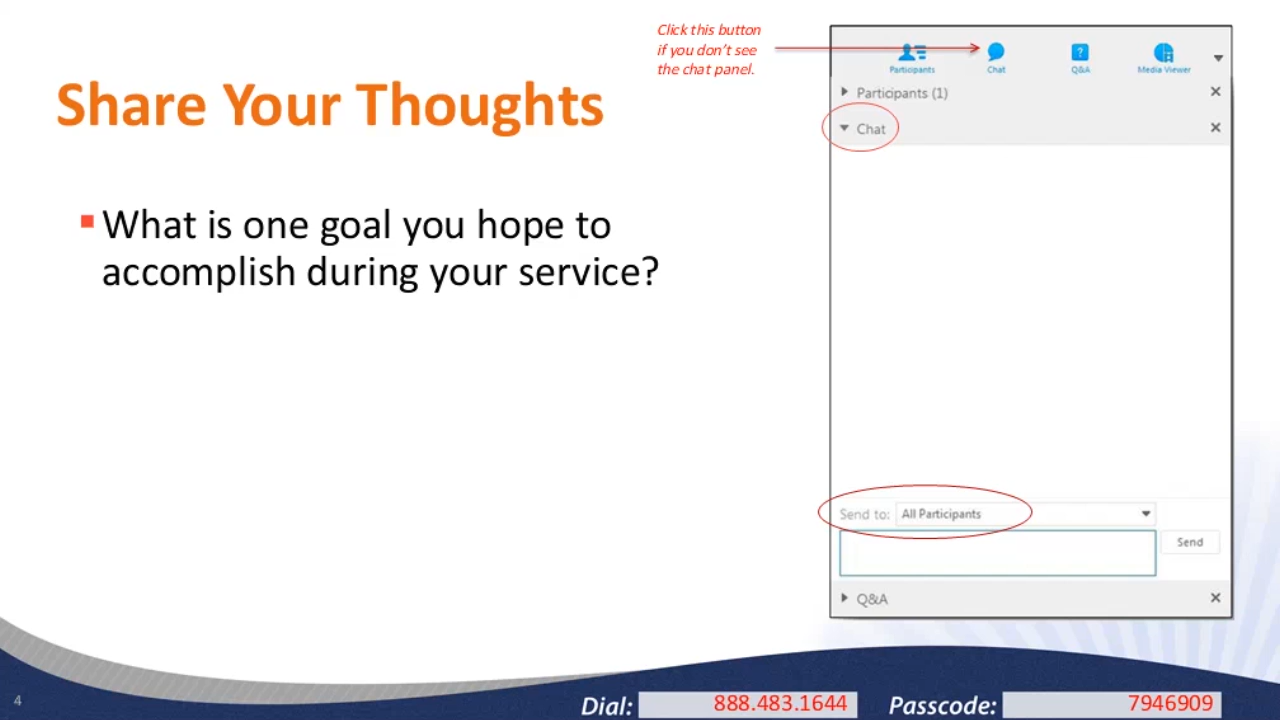 Share Your Thoughts
What is one goal you hope to
accomplish during your service?
Click this button
if you don't see
the chat panel.
Participants
Chat
Q&A
Media Viewer
Participants (1)
Chat
Send to: All Participants
Send
Q&A
4
Dial: 888.483.1644 Passcode: 7946909